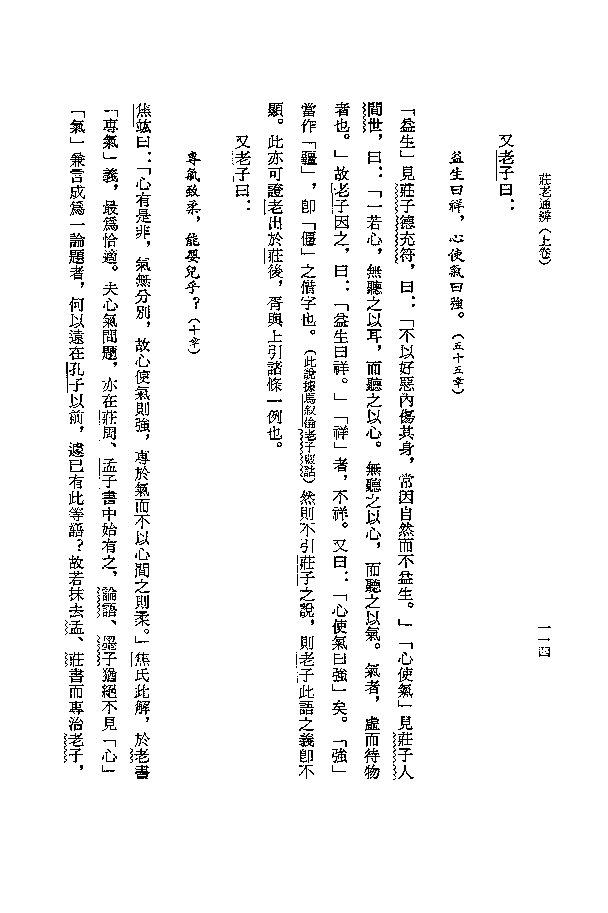 莊老通辨（上卷）
一一四
又老子曰：
益生曰祥，心使氣曰強。（五十五章）
「益生」見莊子德充符，曰：「不以好惡內傷其身，常因自然而不益生。」「心使氣」見莊子人
間世，曰：「一若心，無聽之以耳，而聽之以心。無聽之以心，而聽之以氣。氣者，虛而待物
者也。」故老子因之，曰：「益生曰祥。」「祥」者，不祥。又曰：「心使氣曰強」矣。「強」
當作「彊」，卽「僵」之借字也。（此說據馬叙倫老子覈詁）然則不引莊子之說，則老子此語之義卽不
顯。此亦可證老出於莊後，胥與上引諸條一例也。
又老子曰：
專氣致柔，能嬰兒乎？（十章）
焦竑曰：「心有是非，氣無分別，故心使氣則強，專於氣而不以心間之則柔。」焦氏此解，於老書
「專氣」義，最爲恰適。夫心氣問題，亦在莊周、孟子書中始有之，論語、墨子猶絕不見「心」
「氣」兼言成爲一論題者，何以遠在孔子以前，遽已有此等語？故若抹去孟、莊書而專治老子，